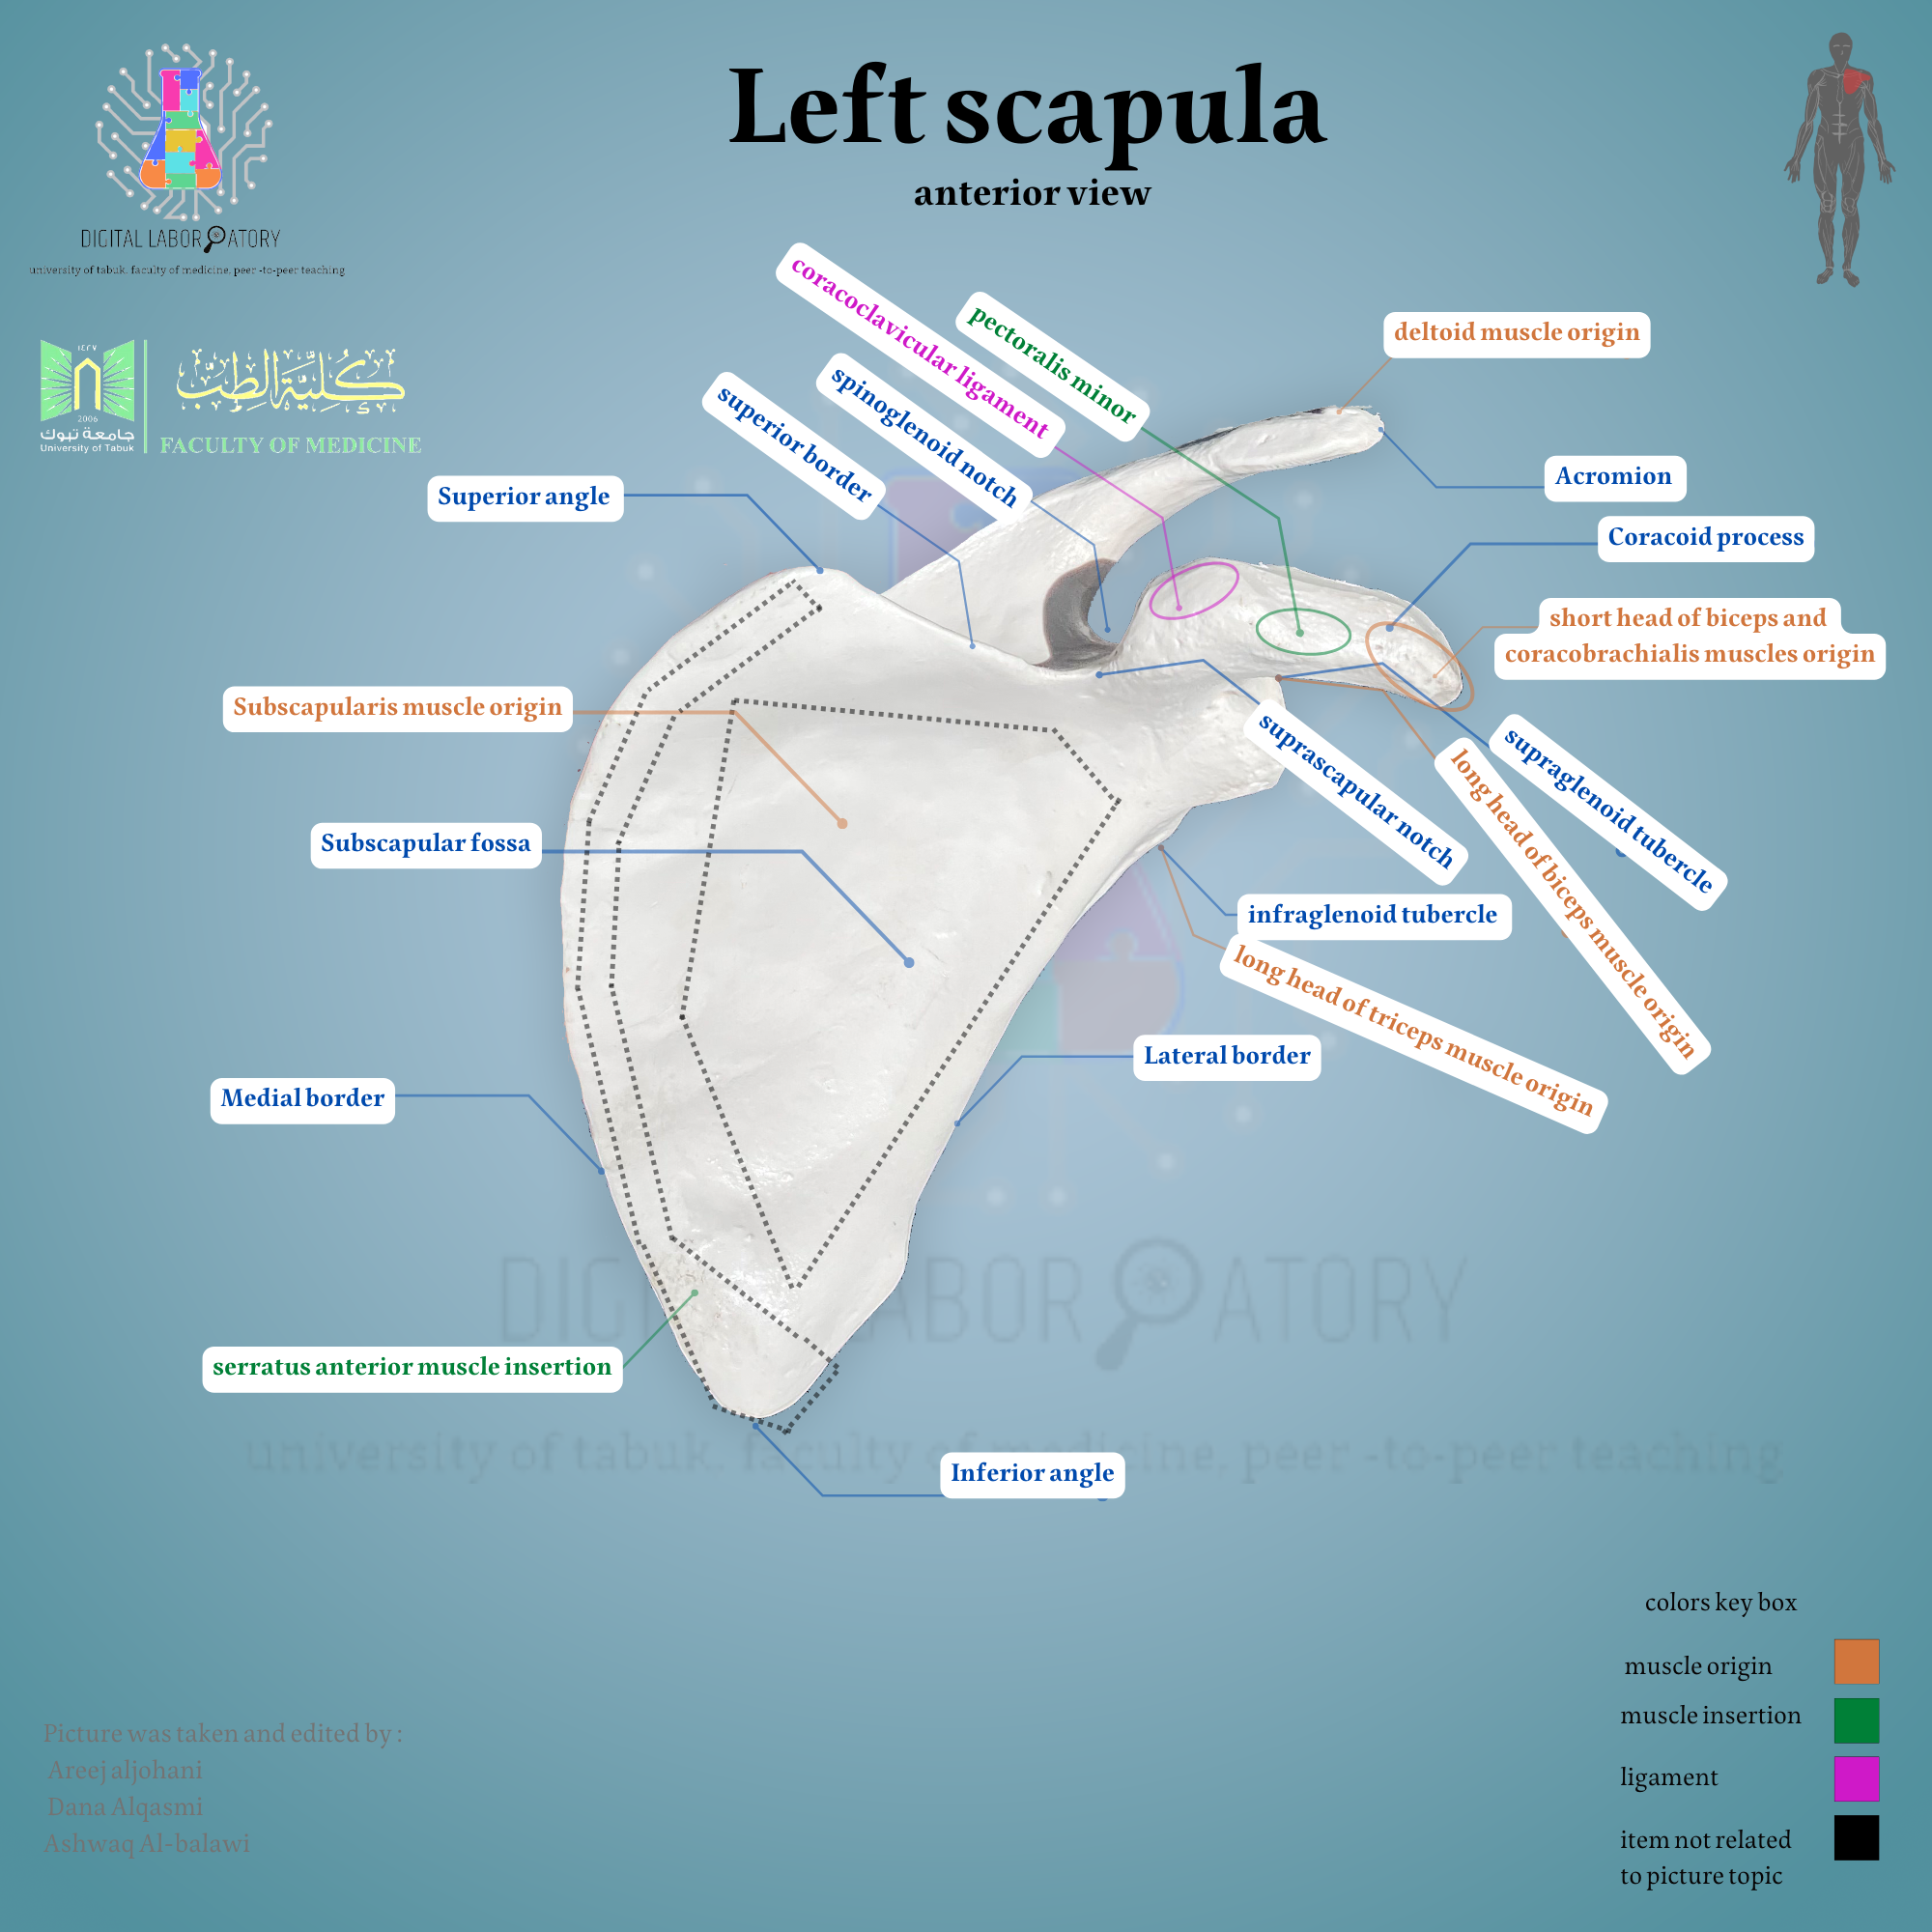 Left scapula
anterior view
DIGITAL LABORATORY
university of tabuk. faculty of medicine. peer -to-peer teaching
١٤٢٧
2006
جامعة تبوك
University of Tabuk
كلية الطب
FACULTY OF MEDICINE
coracoclavicular ligament
pectoralis minor
spinoglenoid notch
superior border
Superior angle
deltoid muscle origin
Acromion
Coracoid process
short head of biceps and
coracobrachialis muscles origin
Subscapularis muscle origin
suprascapular notch
supraglenoid tubercle
long head of biceps muscle origin
Subscapular fossa
infraglenoid tubercle
long head of triceps muscle origin
Lateral border
Medial border
serratus anterior muscle insertion
Inferior angle
DIGITAL LABORATORY
university of tabuk. faculty of medicine. peer -to-peer teaching
colors key box
muscle origin
muscle insertion
ligament
item not related
to picture topic
Picture was taken and edited by :
Areej aljohani
Dana Alqasmi
Ashwaq Al-balawi